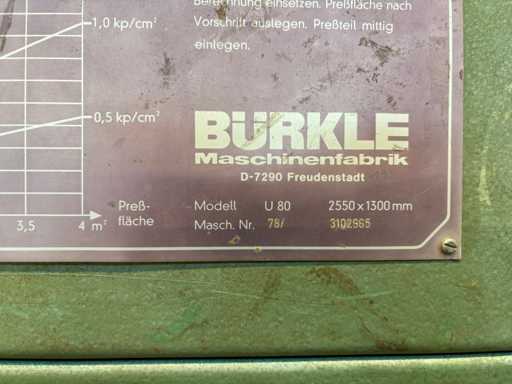 Berechnung einsetzen. Preßfläche nach
Vorschrift auslegen. Preßteil mittig
einlegen.
1,0 kp/cm²
0,5 kp/cm²
BÜRKLE
Maschinenfabrik
D-7290 Freudenstadt
Preß-
fläche
3,5
4 m²
Modell U 80 2550 x 1300 mm
Masch. Nr. 78/ 3102965